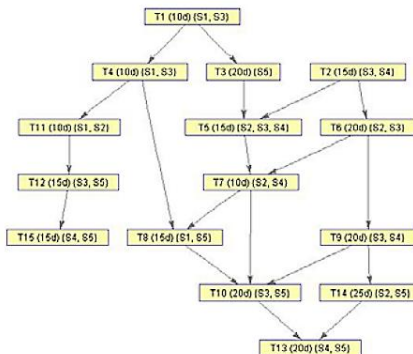 T1 (10d) (S1, S3)
T4 (10d) (S1, S3)
T3 (20d) (S5)
T2 (15d) (S3, S4)
T11 (10d) (S1, S2)
T5 (15d) (S2, S3, S4)
T6 (20d) (S2, S3)
T12 (15d) (S3, S5)
T7 (10d) (S2, S4)
T15 (15d) (S4, S5)
T8 (15d) (S1, S5)
T9 (20d) (S3, S4)
T10 (20d) (S3, S5)
T14 (25d) (S2, S5)
T13 (20d) (S4, S5)